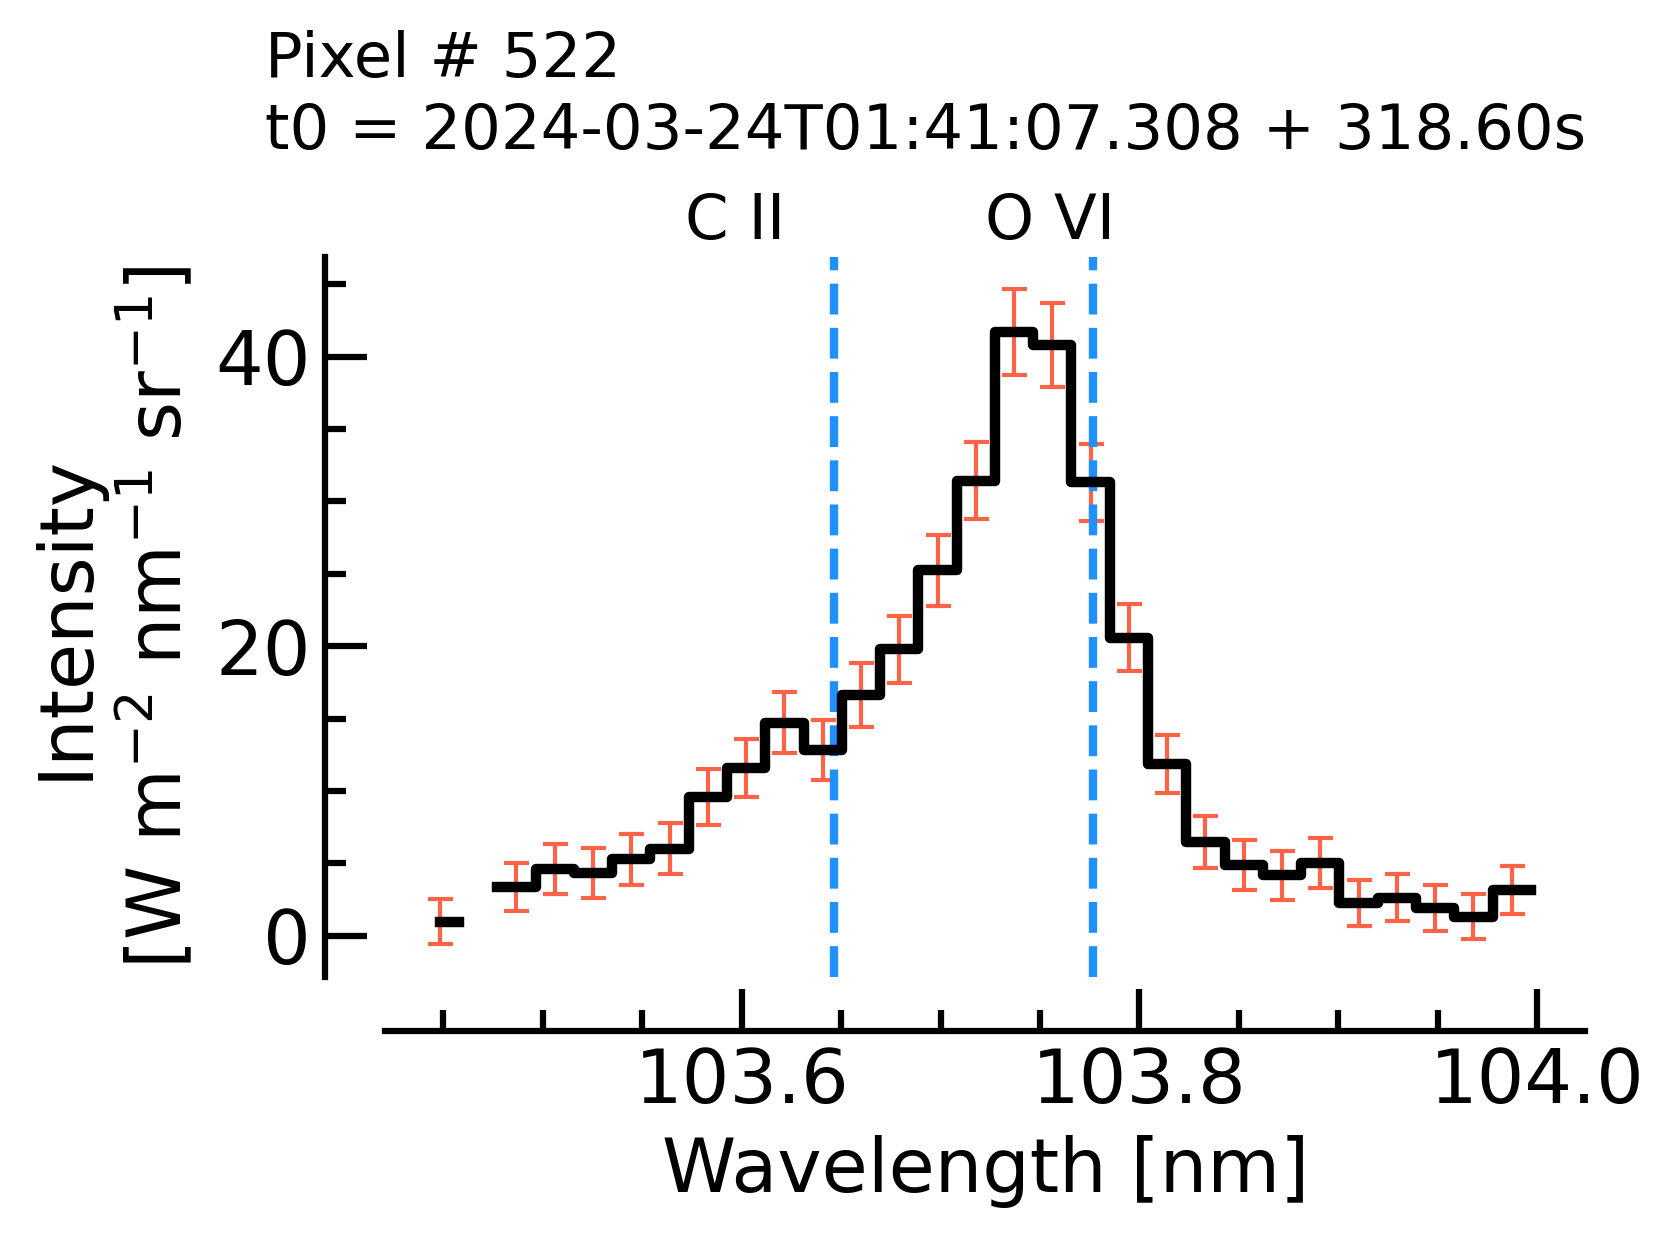 Pixel # 522
t0 = 2024-03-24T01:41:07.308 + 318.60s
C II
O VI
Intensity
[W m⁻² nm⁻¹ sr⁻¹]
40
20
0
103.6
103.8
104.0
Wavelength [nm]